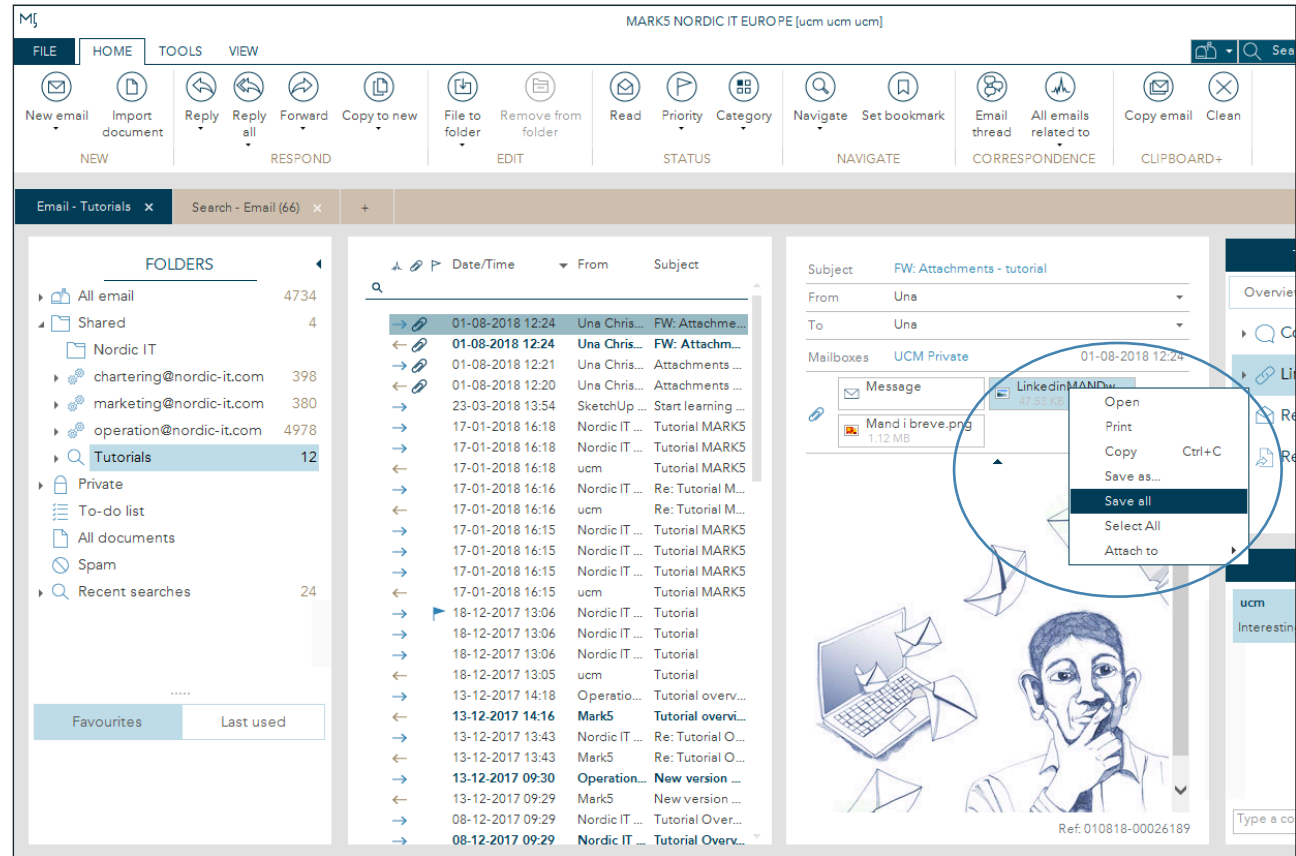 MARK5 NORDIC IT EUROPE [ucm ucm ucm]
FILE HOME TOOLS VIEW
New email
Import document
Reply
Reply all
Forward
Copy to new
File to folder
Remove from folder
Read
Priority
Category
Navigate
Set bookmark
Email thread
All emails related to
Copy email
Clean
NEW RESPOND EDIT STATUS NAVIGATE CORRESPONDENCE CLIPBOARD+
Email - Tutorials x Search - Email (66) x +
FOLDERS
All email 4734
Shared 4
Nordic IT
chartering@nordic-it.com 398
marketing@nordic-it.com 380
operation@nordic-it.com 4978
Tutorials 12
Private
To-do list
All documents
Spam
Recent searches 24
Favourites Last used
Date/Time From Subject
01-08-2018 12:24 Una Chris... FW: Attachme...
01-08-2018 12:24 Una Chris... FW: Attachm...
01-08-2018 12:21 Una Chris... Attachments ...
01-08-2018 12:20 Una Chris... Attachments ...
23-03-2018 13:54 SketchUp ... Start learning ...
17-01-2018 16:18 Nordic IT ... Tutorial MARK5
17-01-2018 16:18 Nordic IT ... Tutorial MARK5
17-01-2018 16:18 ucm Tutorial MARK5
17-01-2018 16:16 Nordic IT ... Re: Tutorial M...
17-01-2018 16:16 ucm Re: Tutorial M...
17-01-2018 16:15 Nordic IT ... Tutorial MARK5
17-01-2018 16:15 Nordic IT ... Tutorial MARK5
17-01-2018 16:15 Nordic IT ... Tutorial MARK5
17-01-2018 16:15 ucm Tutorial MARK5
18-12-2017 13:06 Nordic IT ... Tutorial
18-12-2017 13:06 Nordic IT ... Tutorial
18-12-2017 13:06 Nordic IT ... Tutorial
18-12-2017 13:05 ucm Tutorial
13-12-2017 14:18 Operatio... Tutorial overv...
13-12-2017 14:16 Mark5 Tutorial overvi...
13-12-2017 13:43 Nordic IT ... Re: Tutorial O...
13-12-2017 13:43 Mark5 Re: Tutorial O...
13-12-2017 09:30 Operation... New version ...
13-12-2017 09:29 Mark5 New version ...
08-12-2017 09:29 Nordic IT ... Tutorial Over...
08-12-2017 09:29 Nordic IT ... Tutorial Overv...
Subject FW: Attachments - tutorial
From Una
To Una
Mailboxes UCM Private 01-08-2018 12:24
Message
LinkedinMANDw
47.53 KB
Mand i breve.png
1.12 MB
Open
Print
Copy Ctrl+C
Save as...
Save all
Select All
Attach to
Ref: 010818-00026189
Sea
Overvie
Co
Lin
Re
Re
ucm
Interestin
Type a co